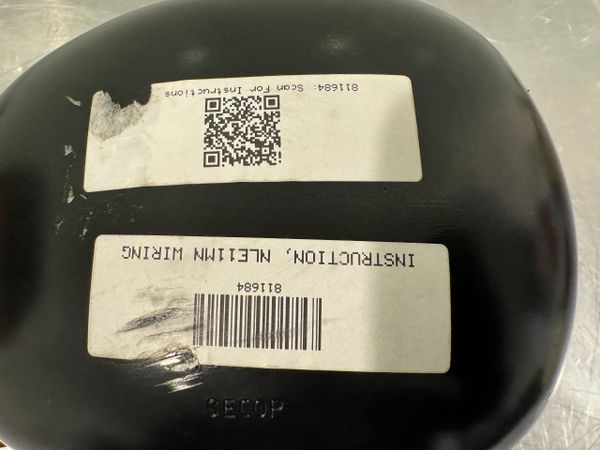 811684: Scan For Instructions
INSTRUCTION, NLE11MN WIRING
811684
SECOP